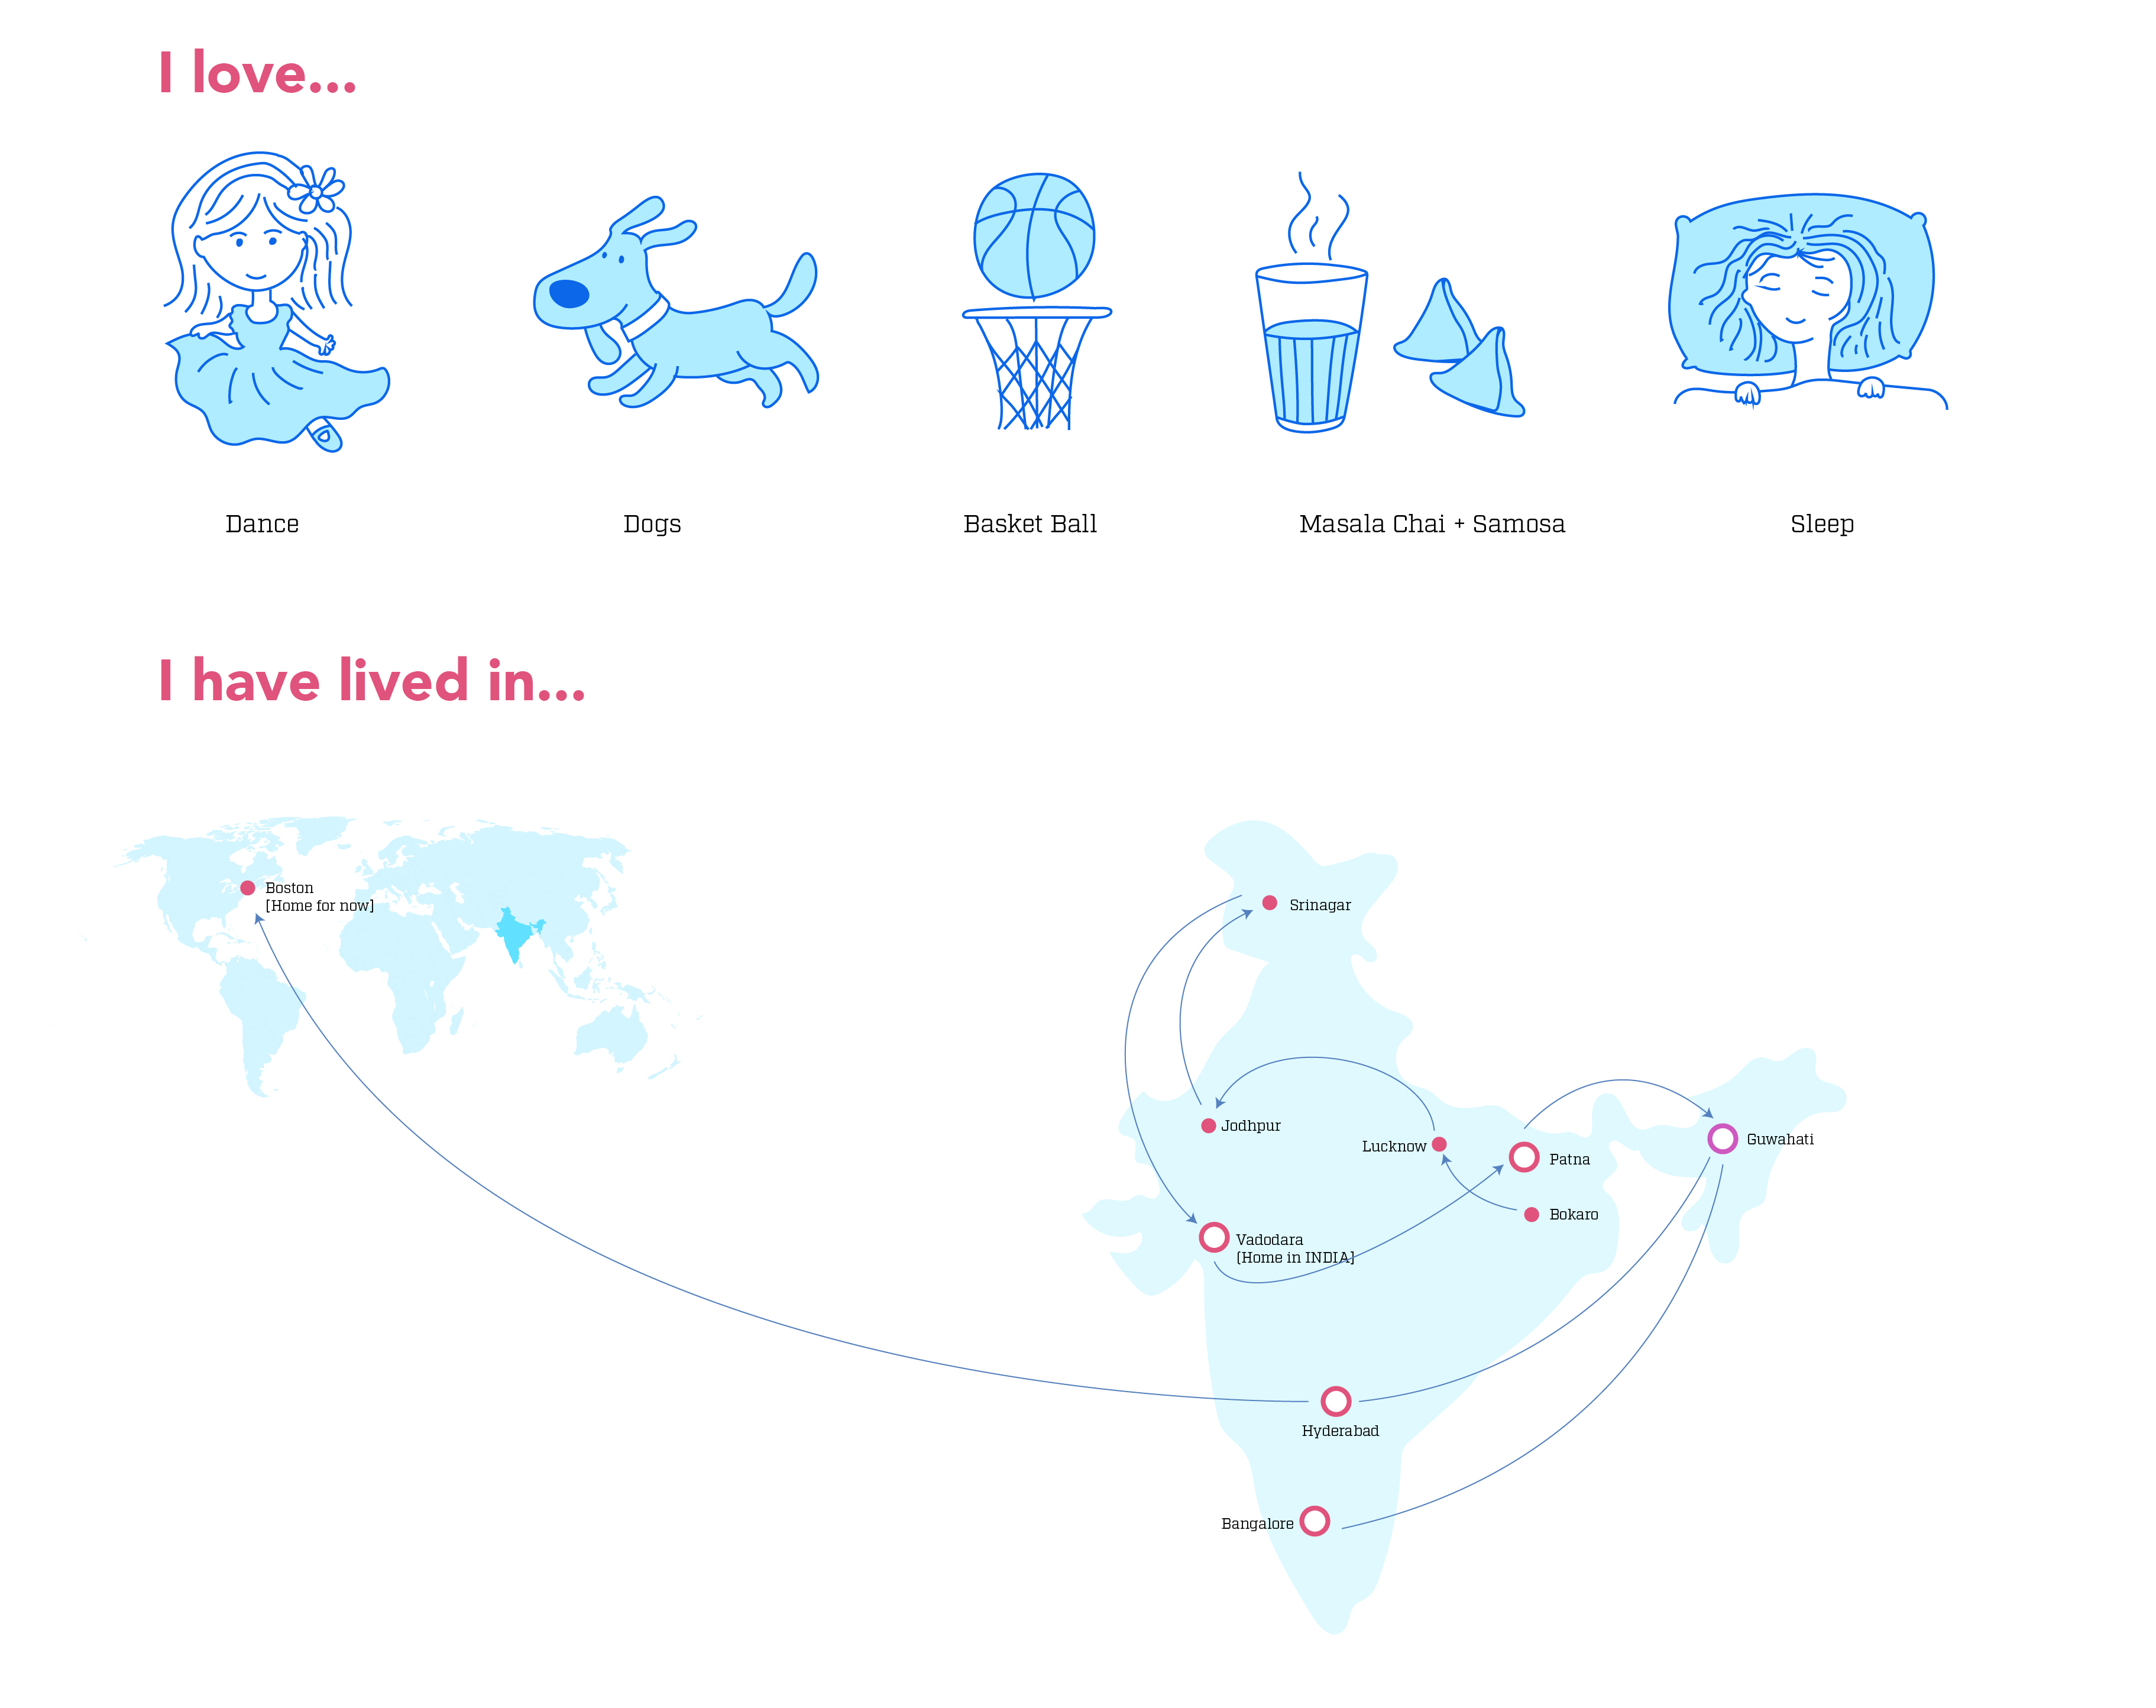 I love...
Dance
Dogs
Basket Ball
Masala Chai + Samosa
Sleep
I have lived in...
Boston
[Home for now]
Srinagar
Jodhpur
Lucknow
Patna
Guwahati
Bokaro
Vadodara
[Home in INDIA]
Hyderabad
Bangalore